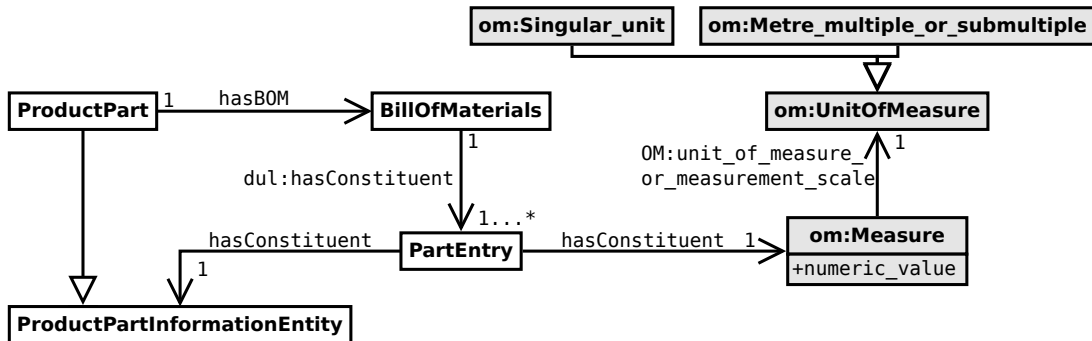 om:Singular_unit
om:Metre_multiple_or_submultiple
ProductPart
1
hasBOM
BillOfMaterials
om:UnitOfMeasure
1
1
OM:unit_of_measure_
or_measurement_scale
dul:hasConstituent
1...*
hasConstituent
1
PartEntry
hasConstituent
1
om:Measure
+numeric_value
ProductPartInformationEntity